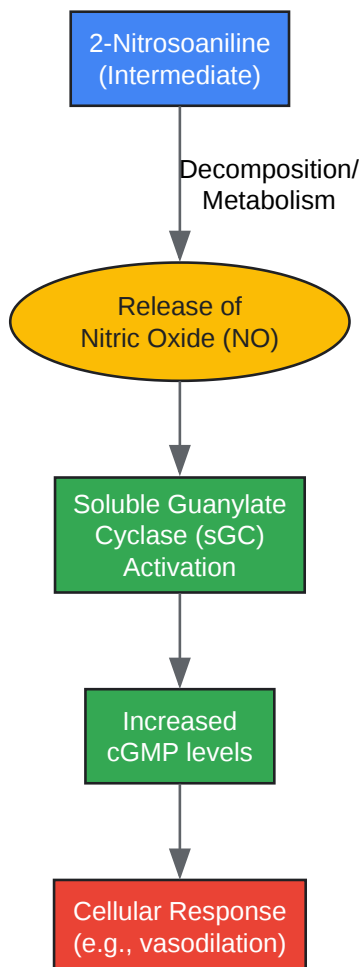 2-Nitrosoaniline
(Intermediate)
Decomposition/
Metabolism
Release of
Nitric Oxide (NO)
Soluble Guanylate
Cyclase (sGC)
Activation
Increased
cGMP levels
Cellular Response
(e.g., vasodilation)